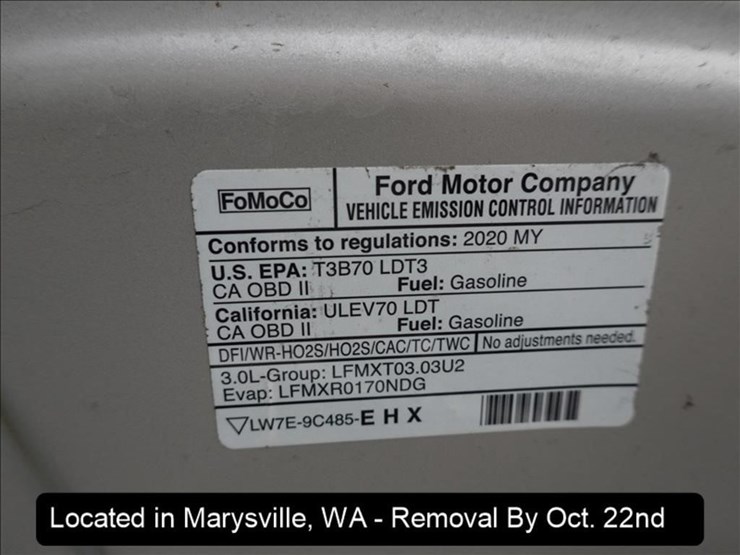 FoMoCo
Ford Motor Company
VEHICLE EMISSION CONTROL INFORMATION
Conforms to regulations: 2020 MY
U.S. EPA: T3B70 LDT3
CA OBD II Fuel: Gasoline
California: ULEV70 LDT
CA OBD II Fuel: Gasoline
DFI/WR-HO2S/HO2S/CAC/TC/TWC No adjustments needed.
3.0L-Group: LFMXT03.03U2
Evap: LFMXR0170NDG
LW7E-9C485-E H X
Located in Marysville, WA - Removal By Oct. 22nd